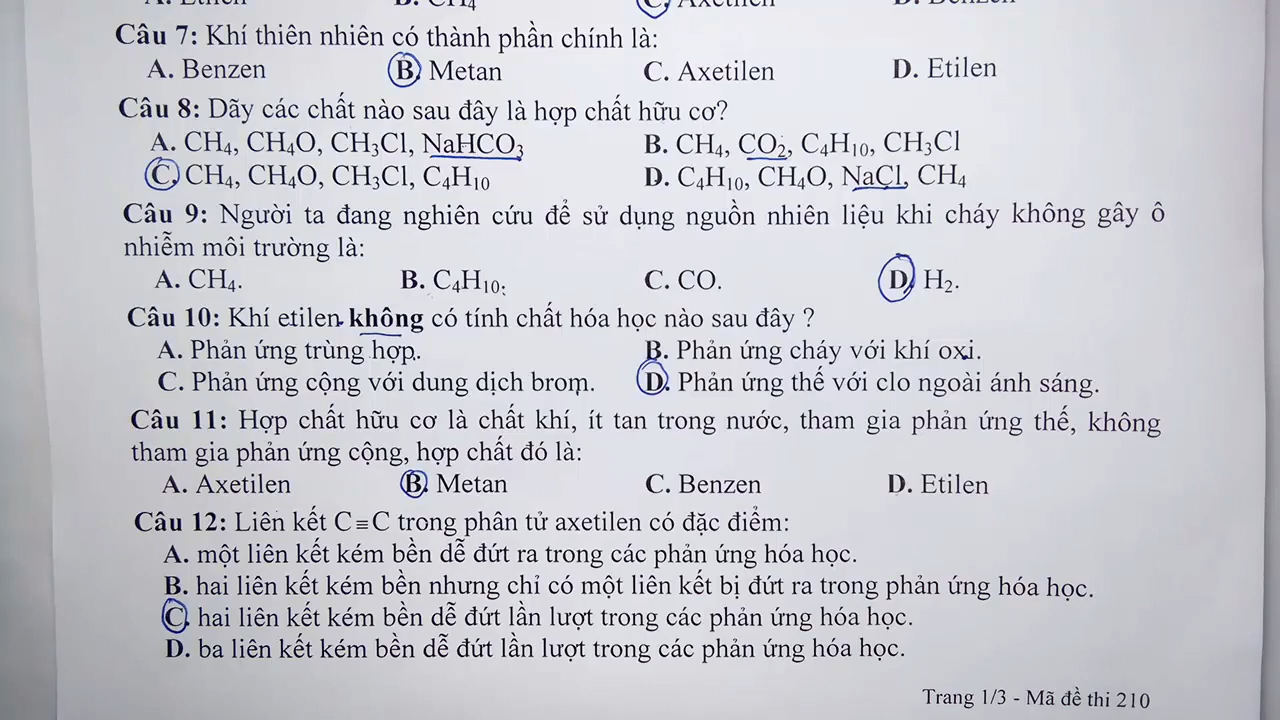 Câu 7: Khí thiên nhiên có thành phần chính là:
A. Benzen B. Metan C. Axetilen D. Etilen
Câu 8: Dãy các chất nào sau đây là hợp chất hữu cơ?
A. CH₄, CH₄O, CH₃Cl, NaHCO₃ B. CH₄, CO₂, C₄H₁₀, CH₃Cl
C. CH₄, CH₄O, CH₃Cl, C₄H₁₀ D. C₄H₁₀, CH₄O, NaCl, CH₄
Câu 9: Người ta đang nghiên cứu để sử dụng nguồn nhiên liệu khi cháy không gây ô
nhiễm môi trường là:
A. CH₄. B. C₄H₁₀. C. CO. D. H₂.
Câu 10: Khí etilen không có tính chất hóa học nào sau đây ?
A. Phản ứng trùng hợp. B. Phản ứng cháy với khí oxi.
C. Phản ứng cộng với dung dịch brom. D. Phản ứng thế với clo ngoài ánh sáng.
Câu 11: Hợp chất hữu cơ là chất khí, ít tan trong nước, tham gia phản ứng thế, không
tham gia phản ứng cộng, hợp chất đó là:
A. Axetilen B. Metan C. Benzen D. Etilen
Câu 12: Liên kết C≡C trong phân tử axetilen có đặc điểm:
A. một liên kết kém bền dễ đứt ra trong các phản ứng hóa học.
B. hai liên kết kém bền nhưng chỉ có một liên kết bị đứt ra trong phản ứng hóa học.
C. hai liên kết kém bền dễ đứt lần lượt trong các phản ứng hóa học.
D. ba liên kết kém bền dễ đứt lần lượt trong các phản ứng hóa học.
Trang 1/3 - Mã đề thi 210